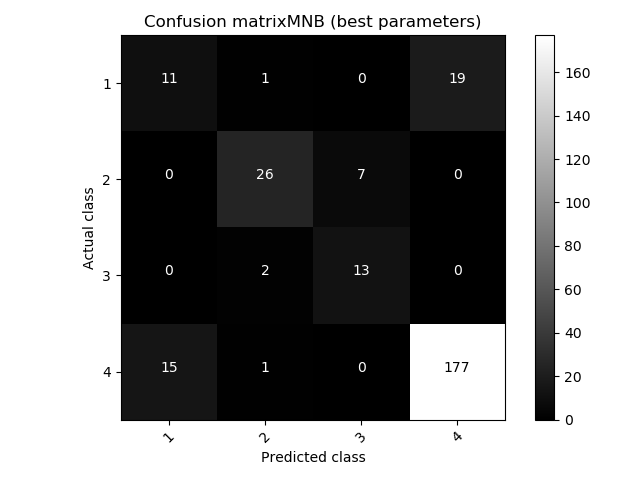 Confusion matrixMNB (best parameters)
Actual class
1 11 1 0 19
2 0 26 7 0
3 0 2 13 0
4 15 1 0 177
1 2 3 4
Predicted class
160
140
120
100
80
60
40
20
0